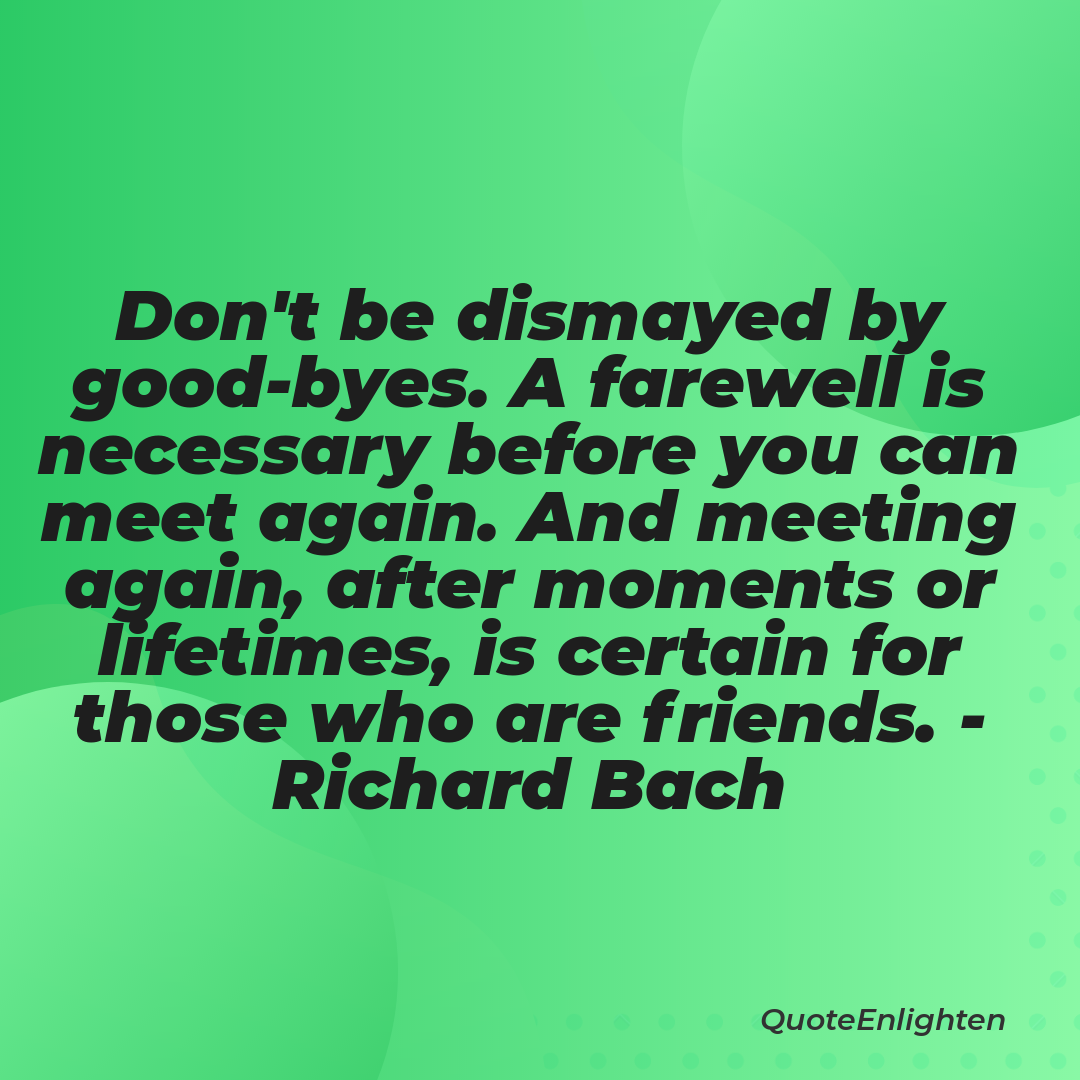 Don't be dismayed by
good-byes. A farewell is
necessary before you can
meet again. And meeting
again, after moments or
lifetimes, is certain for
those who are friends. -
Richard Bach
QuoteEnlighten